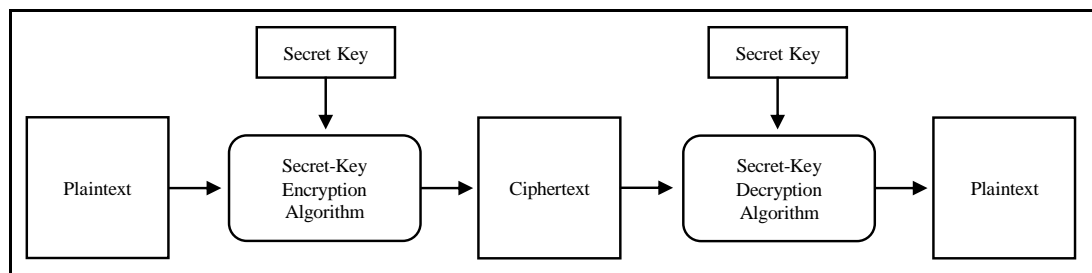 Secret Key
Secret Key
Plaintext
Secret-Key
Encryption
Algorithm
Ciphertext
Secret-Key
Decryption
Algorithm
Plaintext